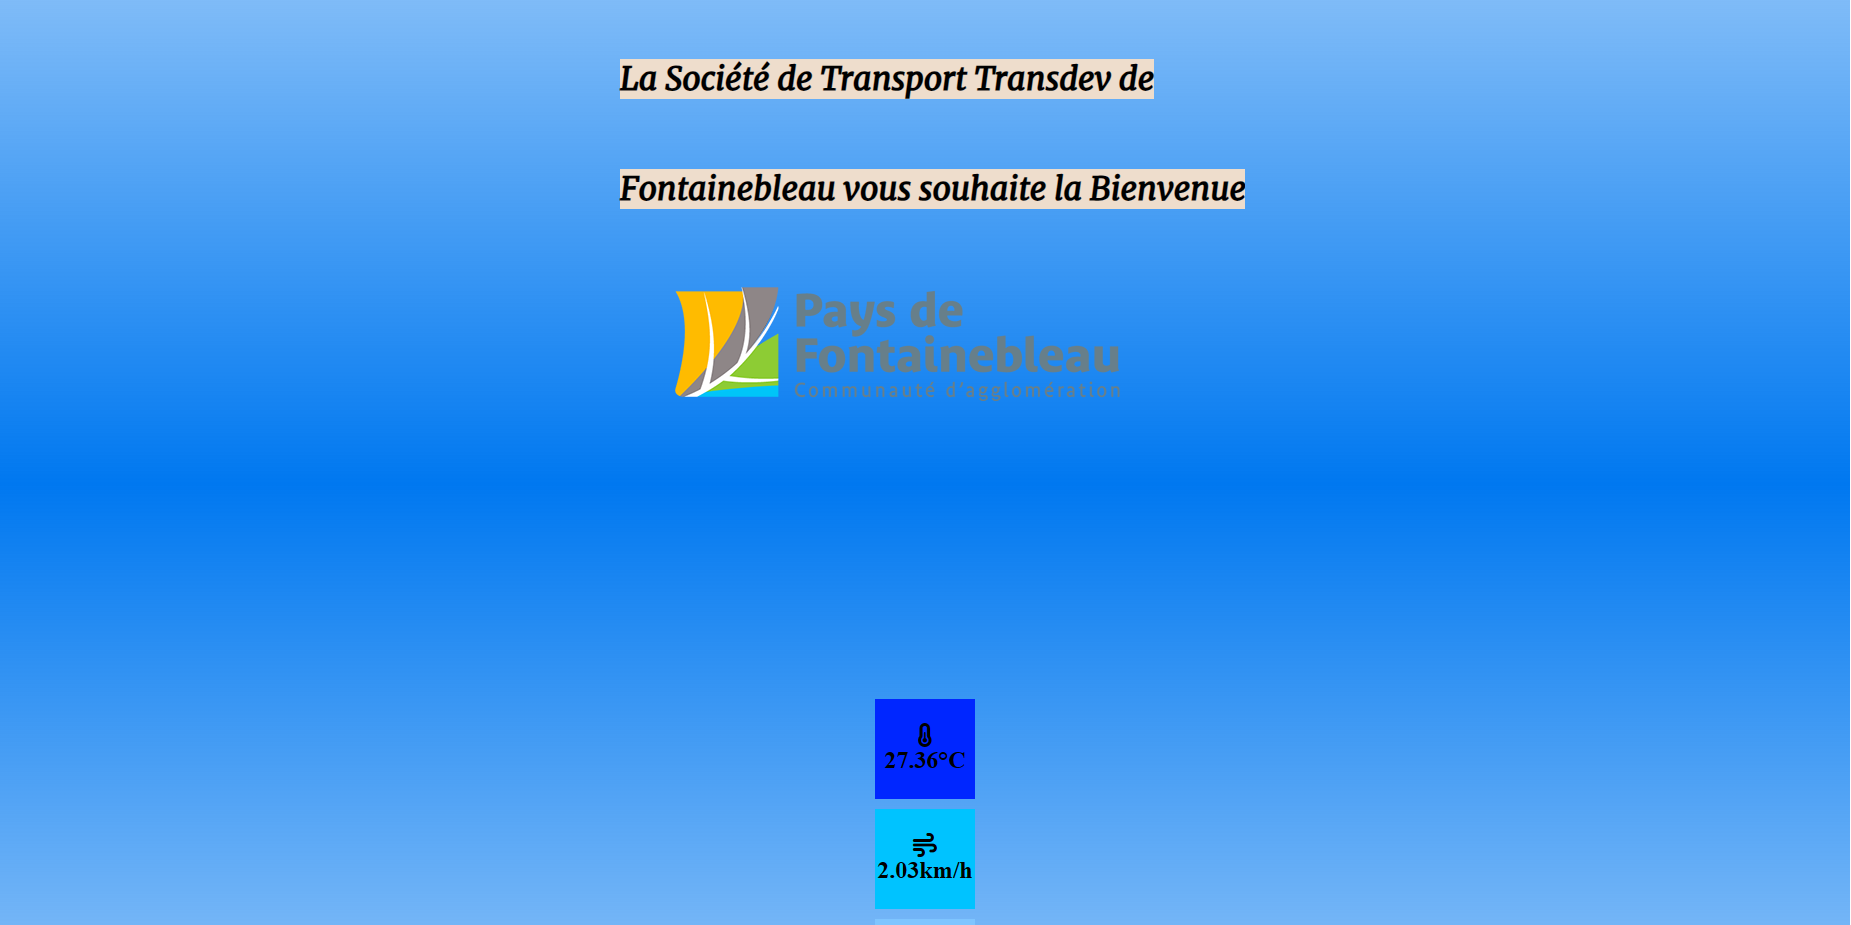 La Société de Transport Transdev de
Fontainebleau vous souhaite la Bienvenue
Pays de
Fontainebleau
Communauté d'agglomération
27.36°C
2.03km/h